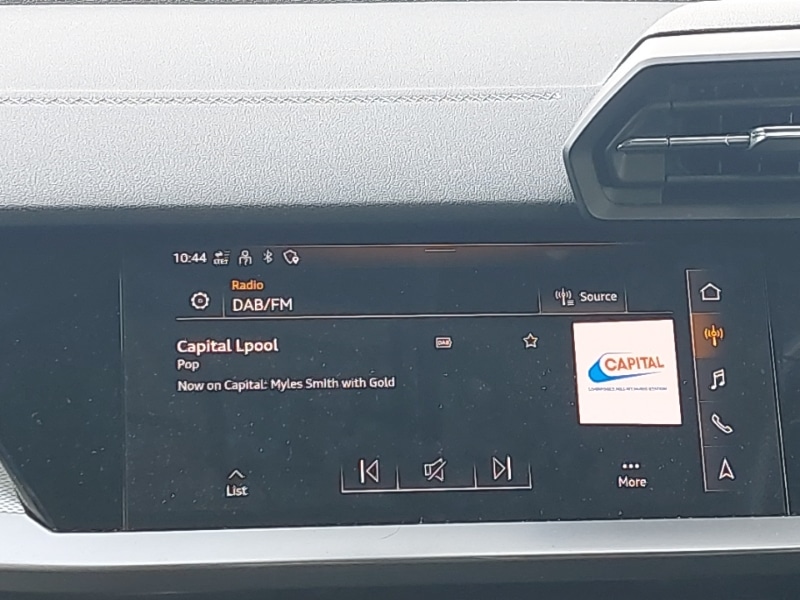 10:44
Radio
DAB/FM
Source
Capital Lpool
DAB
Pop
Now on Capital: Myles Smith with Gold
CAPITAL
List
More